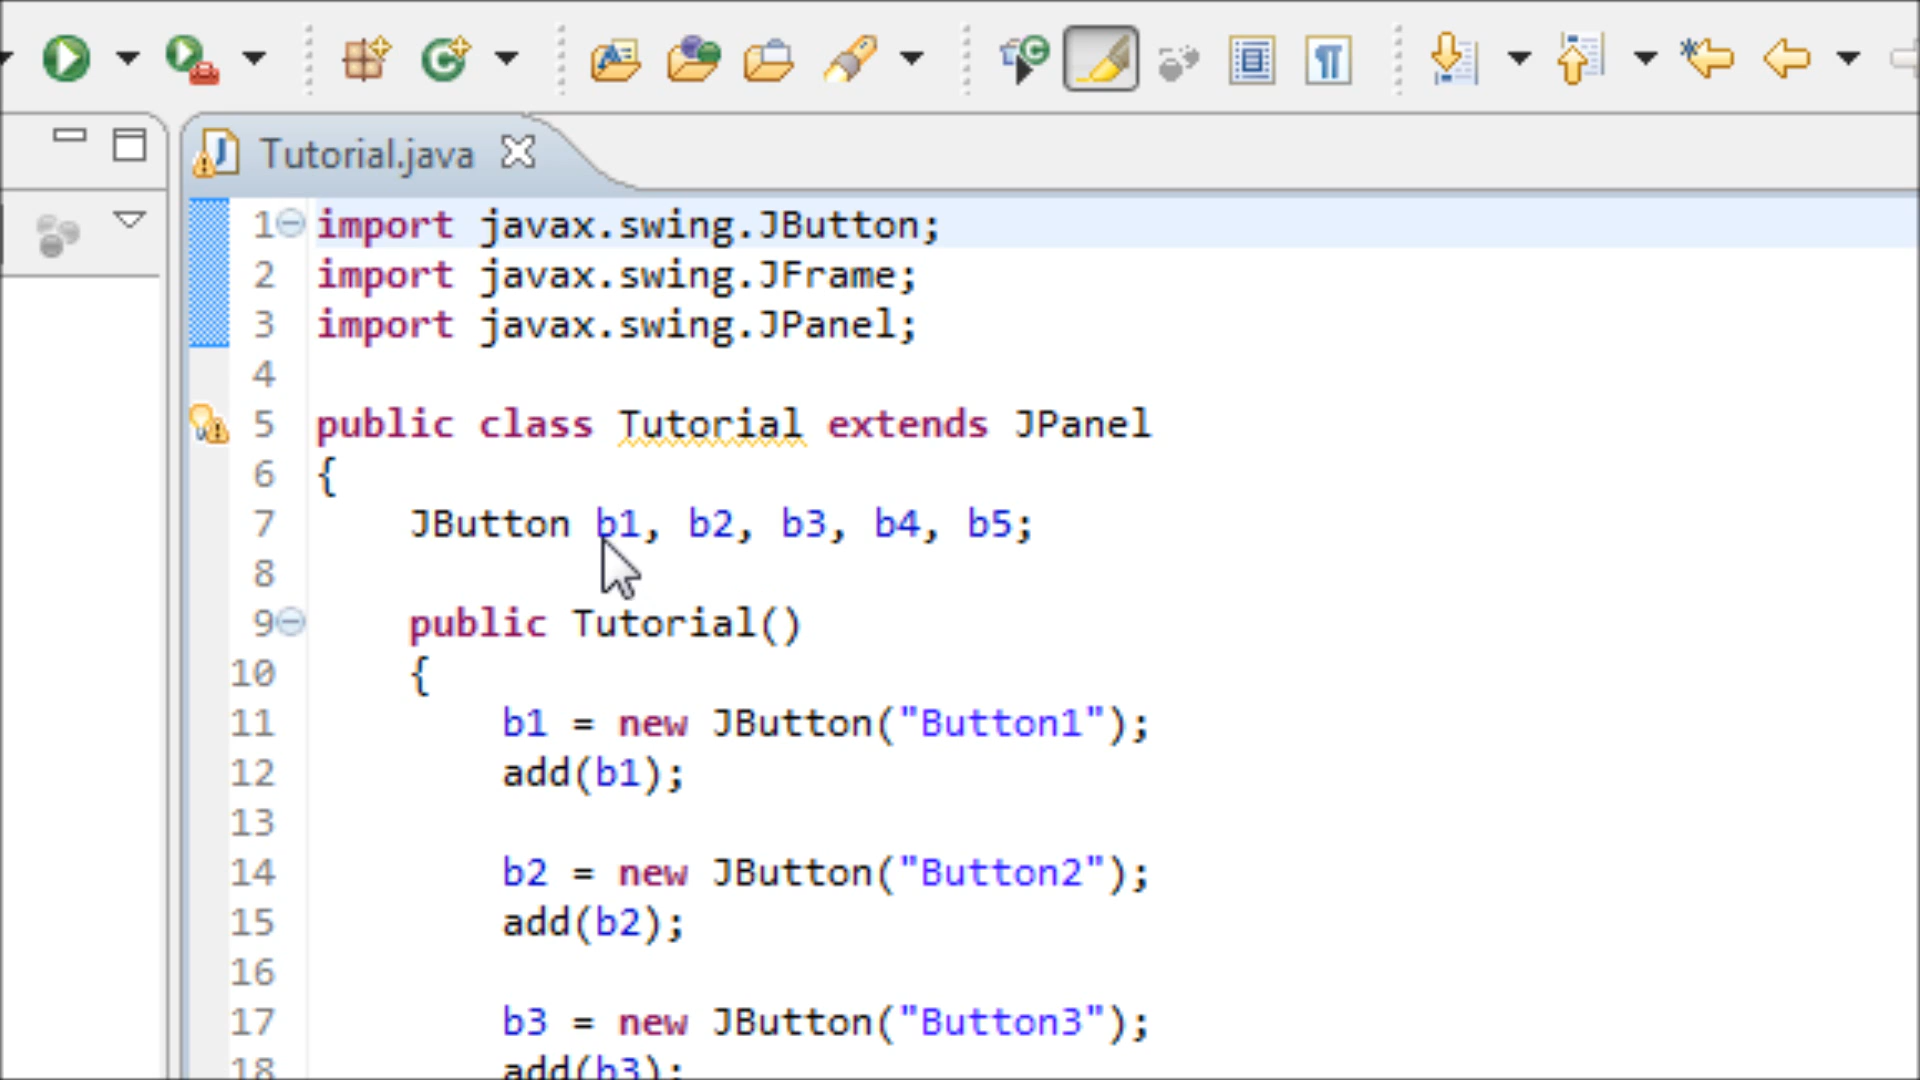 Tutorial.java
1 import javax.swing.JButton;
2 import javax.swing.JFrame;
3 import javax.swing.JPanel;
4
5 public class Tutorial extends JPanel
6 {
7 JButton b1, b2, b3, b4, b5;
8
9 public Tutorial()
10 {
11 b1 = new JButton("Button1");
12 add(b1);
13
14 b2 = new JButton("Button2");
15 add(b2);
16
17 b3 = new JButton("Button3");
18 add(b3);